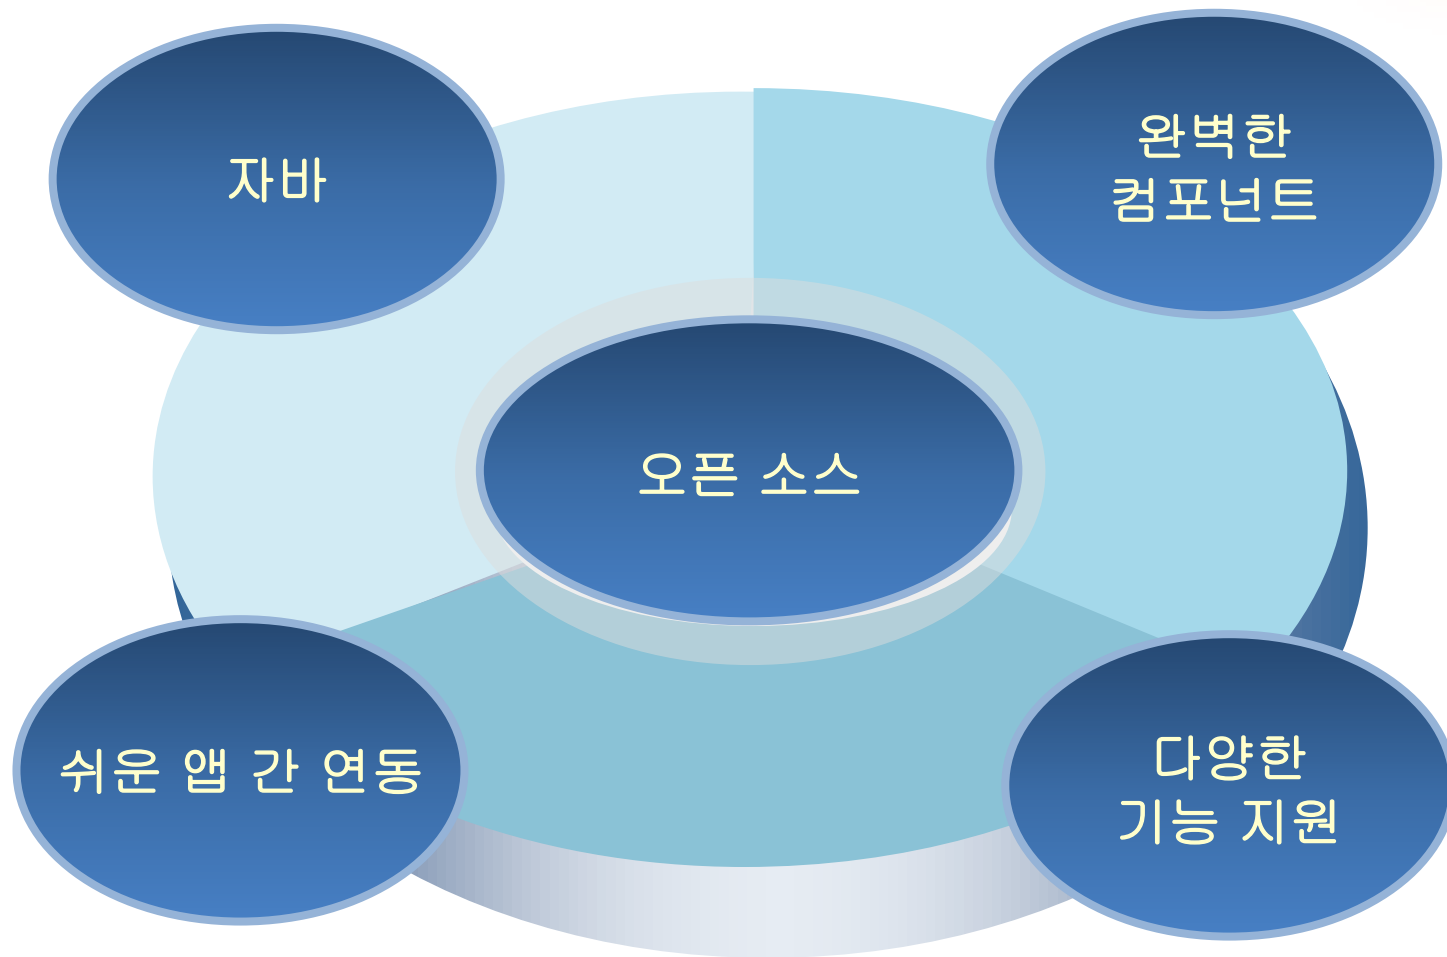 자바
완벽한
컴포넌트
오픈 소스
쉬운 앱 간 연동
다양한
기능 지원